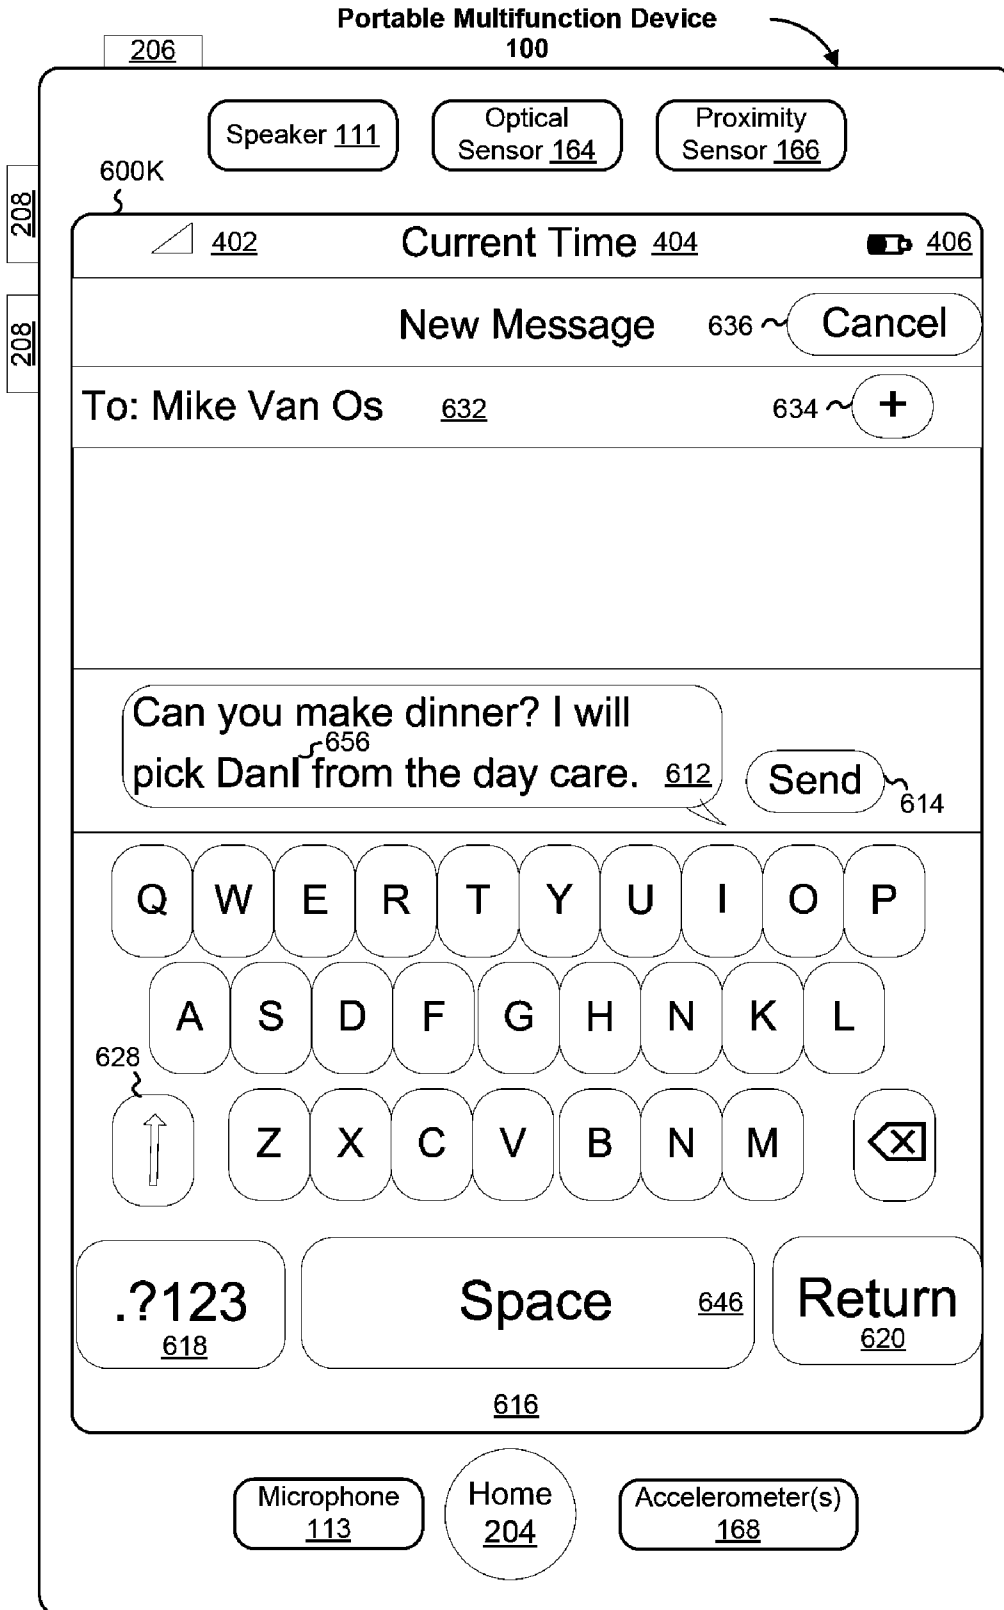 Portable Multifunction Device
100
206
Speaker 111
Optical
Sensor 164
Proximity
Sensor 166
600K
208
208
402 Current Time 404 406
New Message 636 Cancel
To: Mike Van Os 632 634 +
Can you make dinner? I will
656
pick Dan from the day care. 612
Send
614
Q W E R T Y U I O P
A S D F G H N K L
628
Z X C V B N M
.?123
618
Space 646
Return
620
616
Microphone
113
Home
204
Accelerometer(s)
168